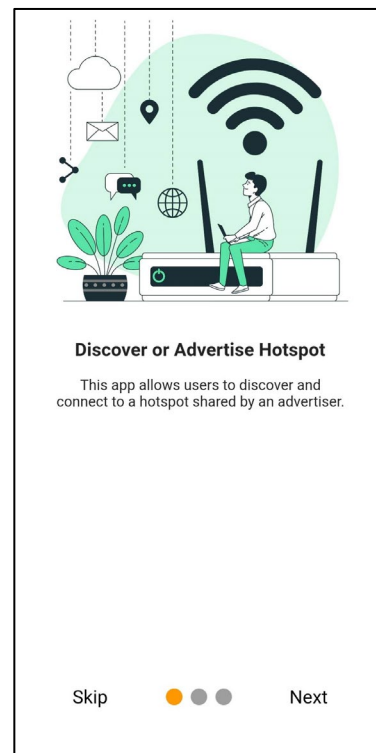 Discover or Advertise Hotspot
This app allows users to discover and
connect to a hotspot shared by an advertiser.
Skip
Next